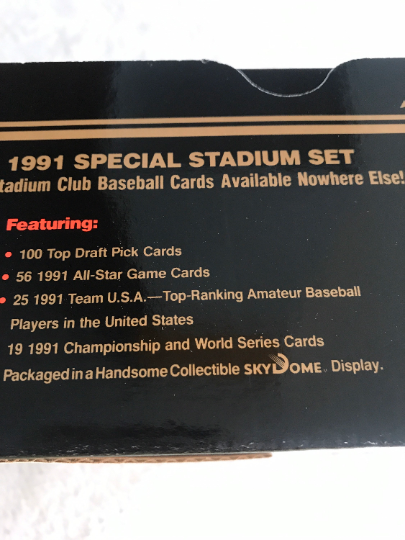 1991 SPECIAL STADIUM SET
tadium Club Baseball Cards Available Nowhere Else!
Featuring:
• 100 Top Draft Pick Cards
• 56 1991 All-Star Game Cards
• 25 1991 Team U.S.A.—Top-Ranking Amateur Baseball
Players in the United States
19 1991 Championship and World Series Cards
Packaged in a Handsome Collectible SKYDOME Display.